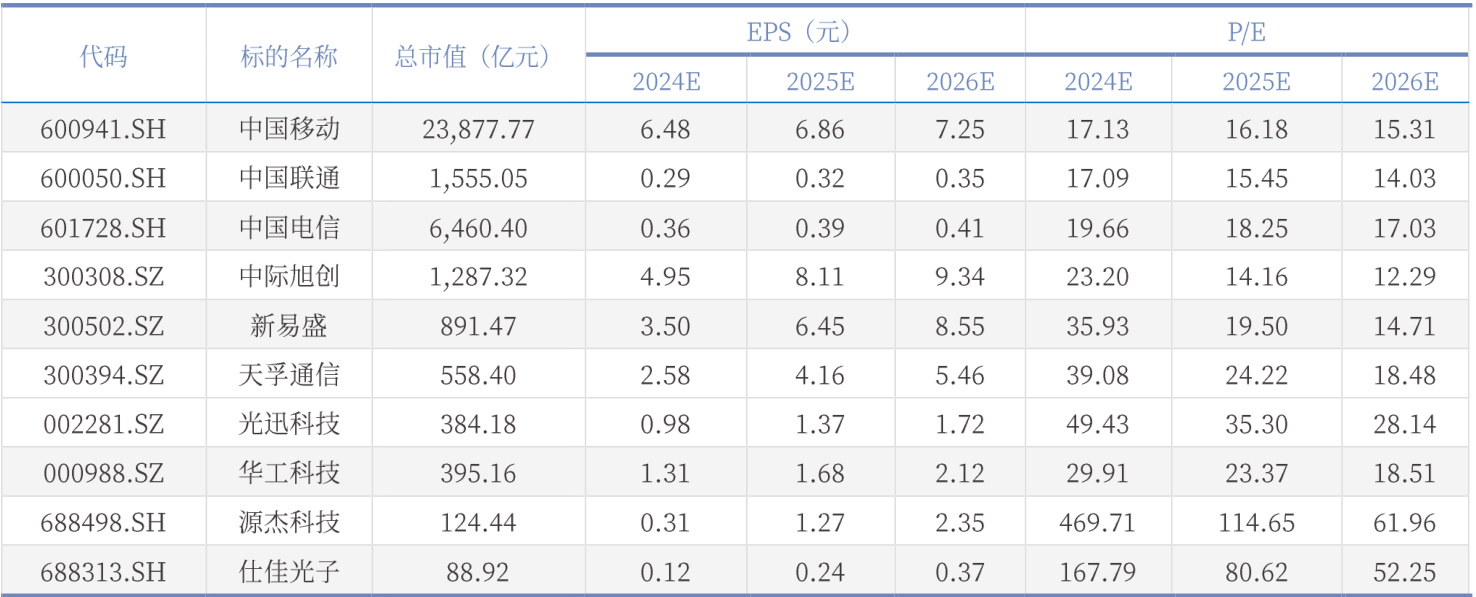 代码 标的名称 总市值（亿元） EPS（元） P/E
2024E 2025E 2026E 2024E 2025E 2026E
600941.SH 中国移动 23,877.77 6.48 6.86 7.25 17.13 16.18 15.31
600050.SH 中国联通 1,555.05 0.29 0.32 0.35 17.09 15.45 14.03
601728.SH 中国电信 6,460.40 0.36 0.39 0.41 19.66 18.25 17.03
300308.SZ 中际旭创 1,287.32 4.95 8.11 9.34 23.20 14.16 12.29
300502.SZ 新易盛 891.47 3.50 6.45 8.55 35.93 19.50 14.71
300394.SZ 天孚通信 558.40 2.58 4.16 5.46 39.08 24.22 18.48
002281.SZ 光迅科技 384.18 0.98 1.37 1.72 49.43 35.30 28.14
000988.SZ 华工科技 395.16 1.31 1.68 2.12 29.91 23.37 18.51
688498.SH 源杰科技 124.44 0.31 1.27 2.35 469.71 114.65 61.96
688313.SH 仕佳光子 88.92 0.12 0.24 0.37 167.79 80.62 52.25